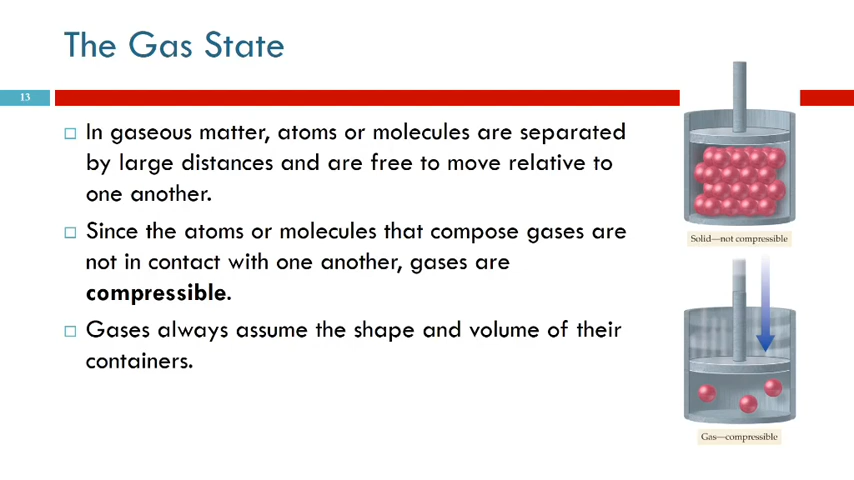 The Gas State
13
□ In gaseous matter, atoms or molecules are separated
by large distances and are free to move relative to
one another.
□ Since the atoms or molecules that compose gases are
not in contact with one another, gases are
compressible.
□ Gases always assume the shape and volume of their
containers.
Solid—not compressible
Gas—compressible